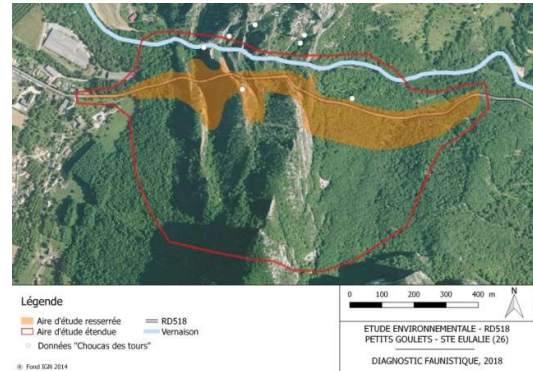 Légende
Aire d'étude resserrée
Aire d'étude étendue
Données "Choucas des tours"
RD518
Vernaison
Fond IGN 2014
0 100 200 300 400 m
N
ETUDE ENVIRONNEMENTALE - RD518
PETITS GOULETS - STE EULALIE (26)
DIAGNOSTIC FAUNISTIQUE, 2018